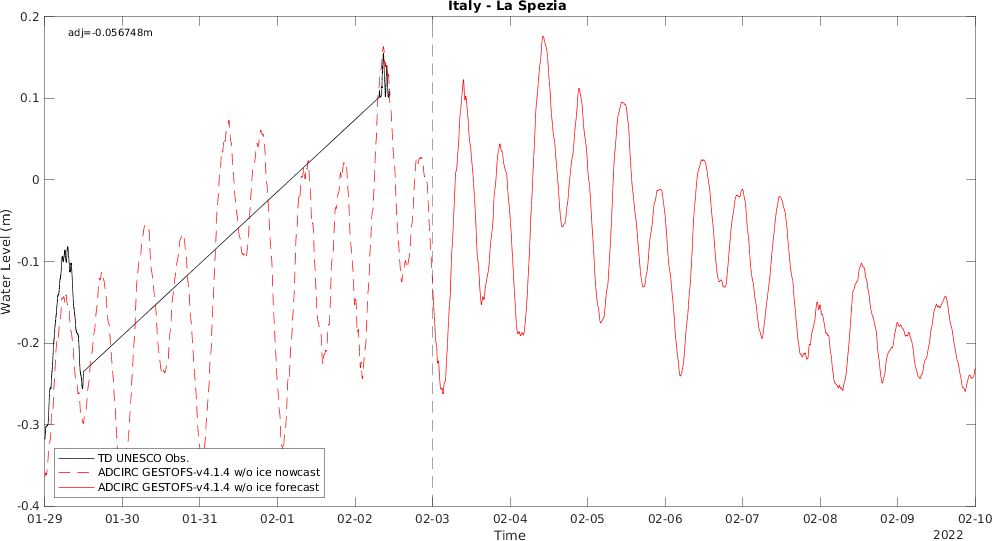 Italy - La Spezia
adj=-0.056748m
0.2
0.1
0
-0.1
-0.2
-0.3
-0.4
Water Level (m)
TD UNESCO Obs.
ADCIRC GESTOFS-v4.1.4 w/o ice nowcast
ADCIRC GESTOFS-v4.1.4 w/o ice forecast
01-29 01-30 01-31 02-01 02-02 02-03 02-04 02-05 02-06 02-07 02-08 02-09 02-10
Time
2022